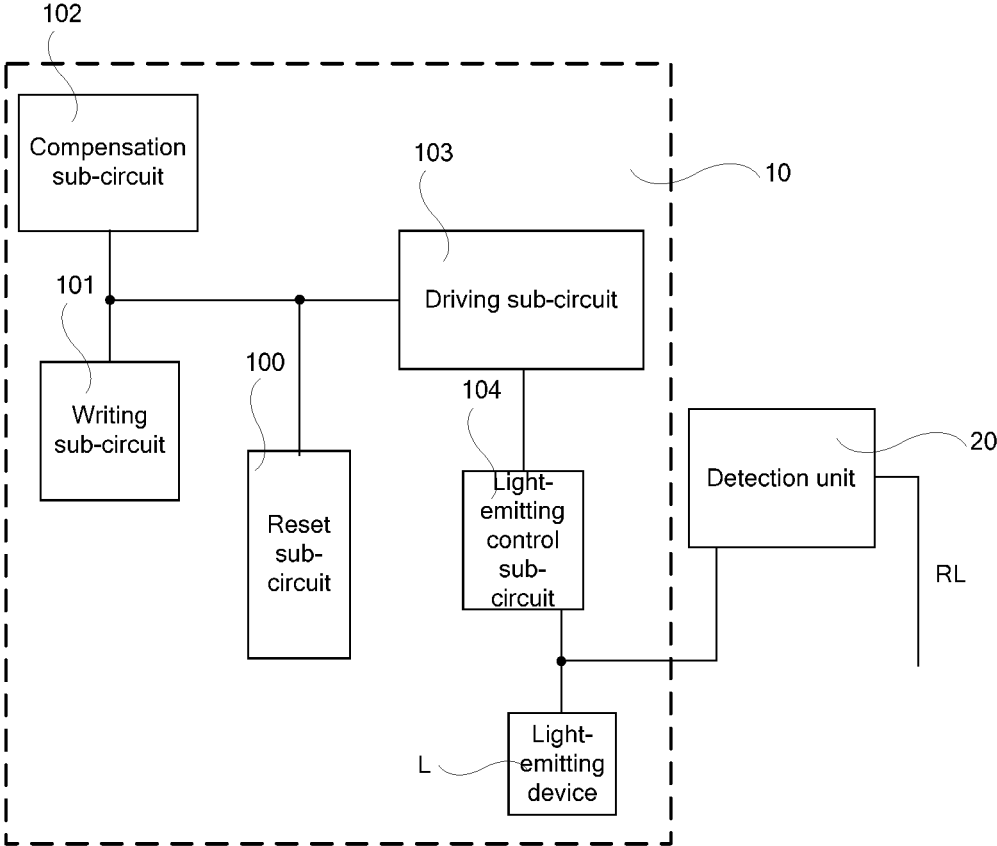 102
Compensation
sub-circuit
103
10
101
Driving sub-circuit
100
104
Writing
sub-circuit
20
Detection unit
Light-
emitting
control
sub-
circuit
Reset
sub-
circuit
RL
Light-
emitting
device
L